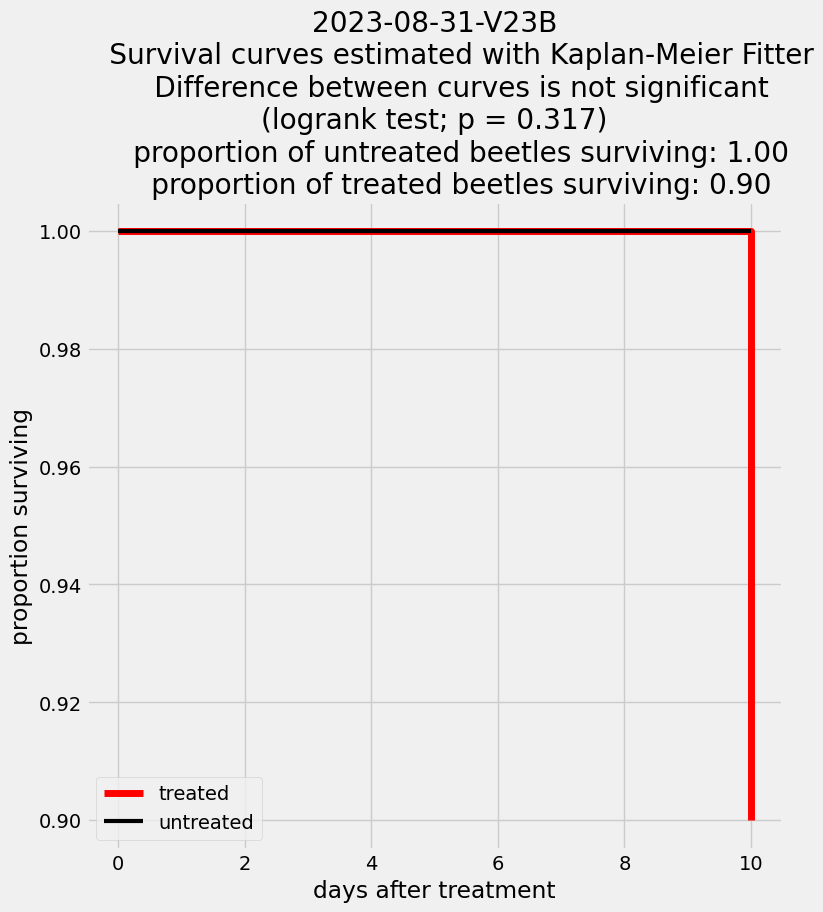 2023-08-31-V23B
Survival curves estimated with Kaplan-Meier Fitter
Difference between curves is not significant
(logrank test; p = 0.317)
proportion of untreated beetles surviving: 1.00
proportion of treated beetles surviving: 0.90
1.00
0.98
0.96
0.94
0.92
0.90
proportion surviving
treated
untreated
0 2 4 6 8 10
days after treatment